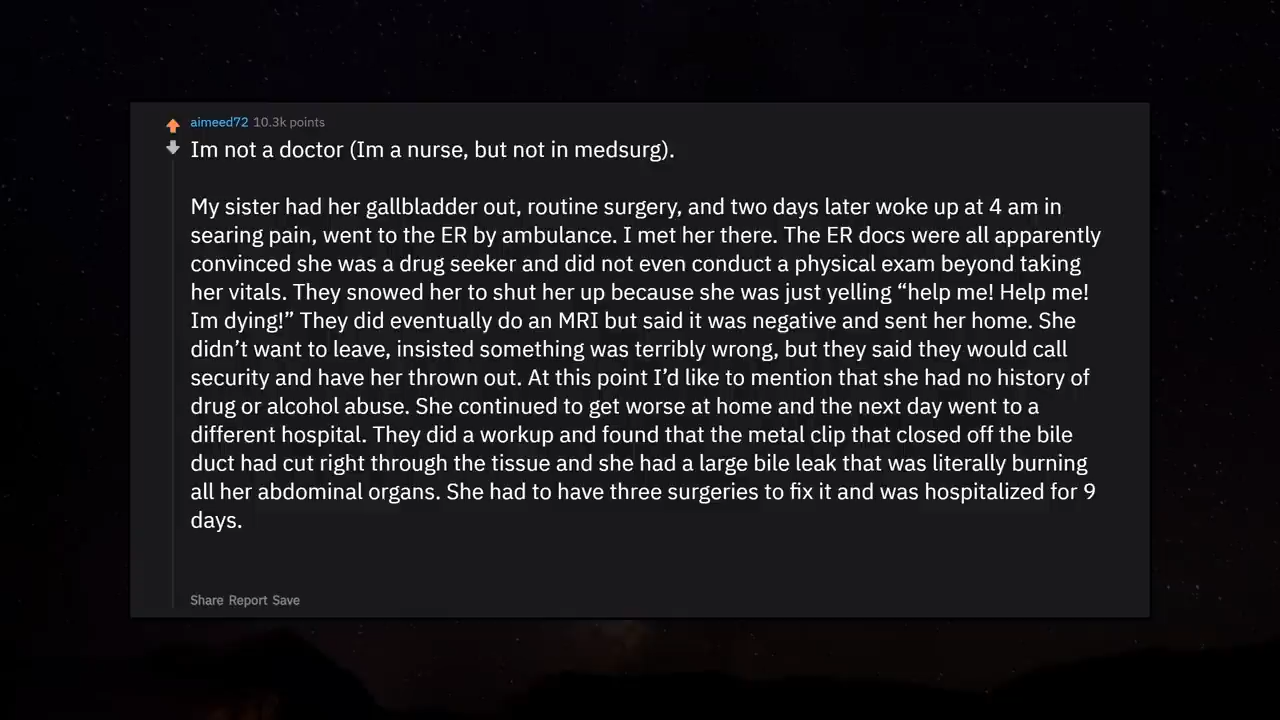 aimeed72 10.3k points
Im not a doctor (Im a nurse, but not in medsurg).
My sister had her gallbladder out, routine surgery, and two days later woke up at 4 am in
searing pain, went to the ER by ambulance. I met her there. The ER docs were all apparently
convinced she was a drug seeker and did not even conduct a physical exam beyond taking
her vitals. They snowed her to shut her up because she was just yelling “help me! Help me!
Im dying!” They did eventually do an MRI but said it was negative and sent her home. She
didn’t want to leave, insisted something was terribly wrong, but they said they would call
security and have her thrown out. At this point I’d like to mention that she had no history of
drug or alcohol abuse. She continued to get worse at home and the next day went to a
different hospital. They did a workup and found that the metal clip that closed off the bile
duct had cut right through the tissue and she had a large bile leak that was literally burning
all her abdominal organs. She had to have three surgeries to fix it and was hospitalized for 9
days.
Share Report Save